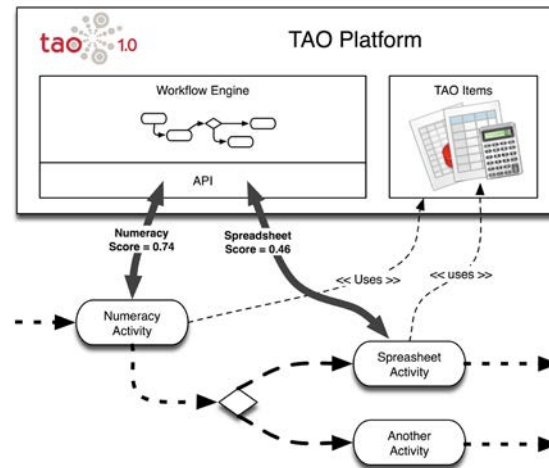 tao 1.0
TAO Platform
Workflow Engine
TAO Items
API
Numeracy
Score = 0.74
Spreadsheet
Score = 0.46
<< Uses >>
<< uses >>
Numeracy
Activity
Spreasheet
Activity
Another
Activity